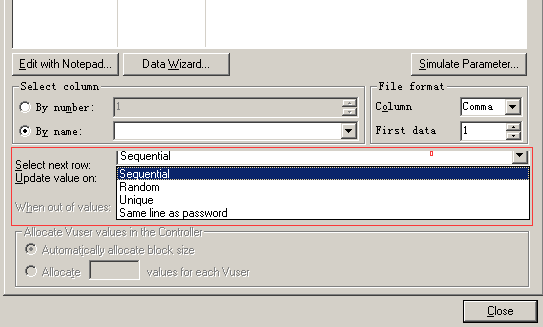 Edit with Notepad... Data Wizard... Simulate Parameter...
Select column File format
By number: 1 Column Comma
By name: First data 1
Select next row: Sequential
Update value on: Sequential
Random
Unique
When out of values: Same line as password
Allocate Vuser values in the Controller
Automatically allocate block size
Allocate values for each Vuser
Close